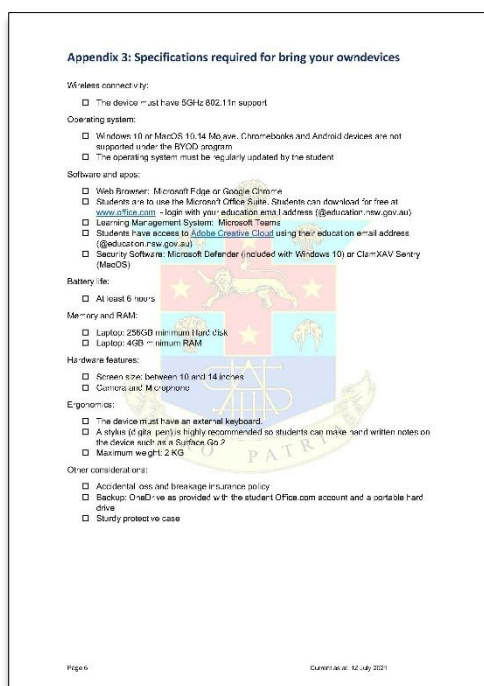 Appendix 3: Specifications required for bring your owndevices
Wireless connectivity:
☐ The device must have 5GHz 802.11n support
Operating system:
☐ Windows 10 or MacOS 10.14 Mojave. Chromebooks and Android devices are not
supported under the BYOD program
☐ The operating system must be regularly updated by the student
Software and apps:
☐ Web Browser: Microsoft Edge or Google Chrome
☐ Students are to use the Microsoft Office Suite. Students can download for free at
www.office.com - login with your education email address (@education.nsw.gov.au)
☐ Learning Management System: Microsoft Teams
☐ Students have access to Adobe Creative Cloud using their education email address
(@education.nsw.gov.au)
☐ Security Software: Microsoft Defender (included with Windows 10) or ClamXAV Sentry
(MacOS)
Battery life:
☐ At least 6 hours
Memory and RAM:
☐ Laptop: 256GB minimum Hard disk
☐ Laptop: 4GB minimum RAM
Hardware features:
☐ Screen size: between 10 and 14 inches
☐ Camera and Microphone
Ergonomics:
☐ The device must have an external keyboard.
☐ A stylus (digital pen) is highly recommended so students can make hand written notes on
the device such as a Surface Go 2
☐ Maximum weight: 2 KG
PATRI
Other considerations:
☐ Accidental loss and breakage insurance policy
☐ Backup: OneDrive as provided with the student Office.com account and a portable hard
drive
☐ Sturdy protective case
Page 6 Current as at: 12 July 2021